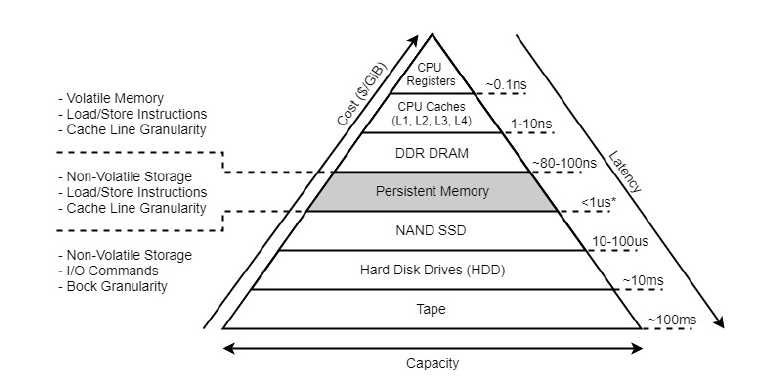 CPU
Registers
~0.1ns
Cost ($/GiB)
- Volatile Memory
- Load/Store Instructions
- Cache Line Granularity
CPU Caches
(L1, L2, L3, L4)
1-10ns
DDR DRAM
~80-100ns
Latency
- Non-Volatile Storage
- Load/Store Instructions
- Cache Line Granularity
Persistent Memory
<1us*
NAND SSD
10-100us
- Non-Volatile Storage
- I/O Commands
- Bock Granularity
Hard Disk Drives (HDD)
~10ms
Tape
~100ms
Capacity